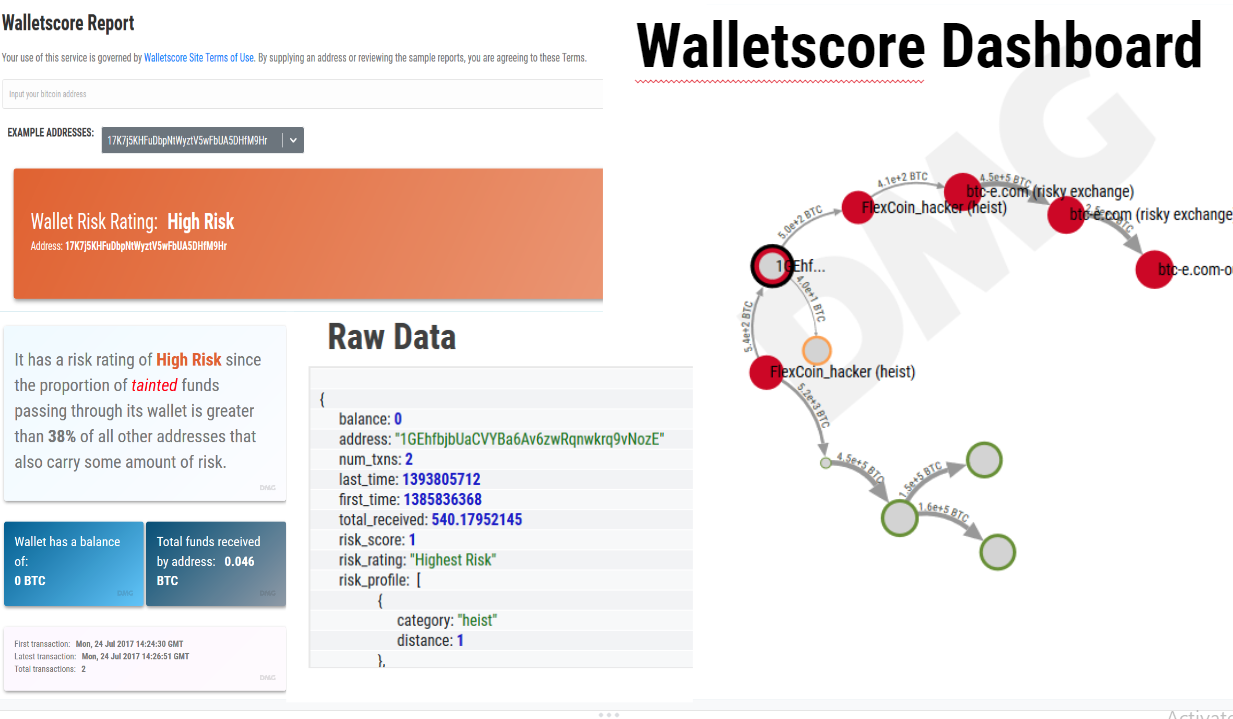 Walletscore Report
Your use of this service is governed by Walletscore Site Terms of Use. By supplying an address or reviewing the sample reports, you are agreeing to these Terms.
Input your bitcoin address
EXAMPLE ADDRESSES:
17K7j5KHFuDbpNtWyztV5wFbUA5DHfM9Hr
Wallet Risk Rating: High Risk
Address: 17K7j5KHFuDbpNtWyztV5wFbUA5DHfM9Hr
It has a risk rating of High Risk since
the proportion of tainted funds
passing through its wallet is greater
than 38% of all other addresses that
also carry some amount of risk.
DMG
Wallet has a balance
of:
0 BTC
DMG
Total funds received
by address: 0.046
BTC
DMG
First transaction: Mon, 24 Jul 2017 14:24:30 GMT
Latest transaction: Mon, 24 Jul 2017 14:26:51 GMT
Total transactions: 2
DMG
Raw Data
{
balance: 0
address: "1GEhfbjbUaCVYBa6Av6zwRqnwkrq9vNozE"
num_txns: 2
last_time: 1393805712
first_time: 1385836368
total_received: 540.17952145
risk_score: 1
risk_rating: "Highest Risk"
risk_profile: [
{
category: "heist"
distance: 1
},
Walletscore Dashboard
DMG
4.1e+2 BTC
4.5e+5 BTC
btc-e.com (risky exchange)
FlexCoin_hacker (heist)
5.0e+2 BTC
btc-e.com (risky exchange
BTC
1GEhf...
btc-e.com-o
4.0e+1 BTC
5.4e+2 BTC
FlexCoin_hacker (heist)
5.2e+3 BTC
4.5e+5 BTC
1.5e+5 BTC
1.6e+5 BTC
Activate